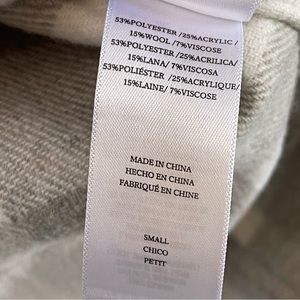 53%POLYESTER /25%ACRYLIC /
15%WOOL /7%VISCOSE
53%POLYESTER /25%ACRILICA/
15%LANA/ 7%VISCOSA
53%POLIÉSTER /25%ACRYLIQUE/
15%LAINE/ 7%VISCOSE
MADE IN CHINA
HECHO EN CHINA
FABRIQUÉ EN CHINE
SMALL
CHICO
PETIT